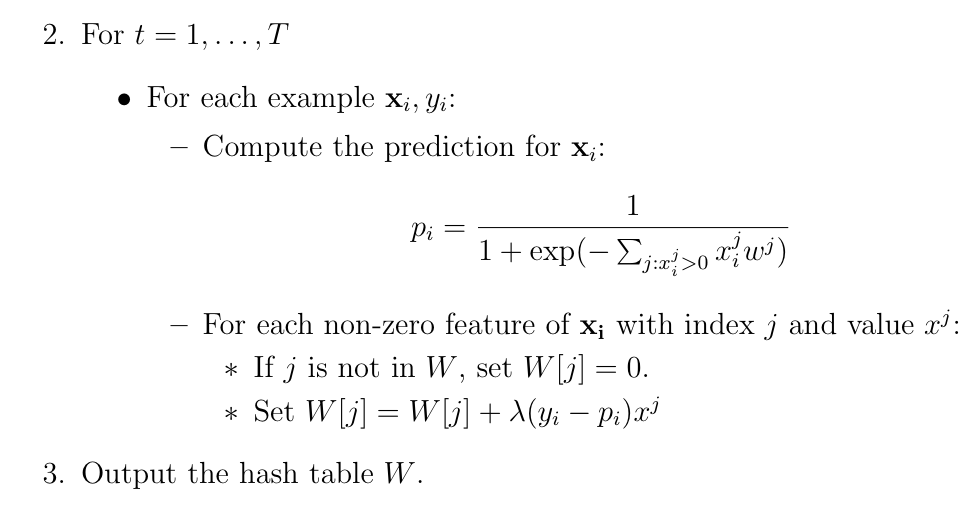 2. For $t = 1, \ldots, T$
• For each example $\mathbf{x}_i, y_i$:
– Compute the prediction for $\mathbf{x}_i$:
$p_i = \frac{1}{1 + \exp(-\sum_{j:x_i^j>0} x_i^j w^j)}$
– For each non-zero feature of $\mathbf{x_i}$ with index $j$ and value $x^j$:
∗ If $j$ is not in $W$, set $W[j] = 0$.
∗ Set $W[j] = W[j] + \lambda(y_i - p_i)x^j$
3. Output the hash table $W$.